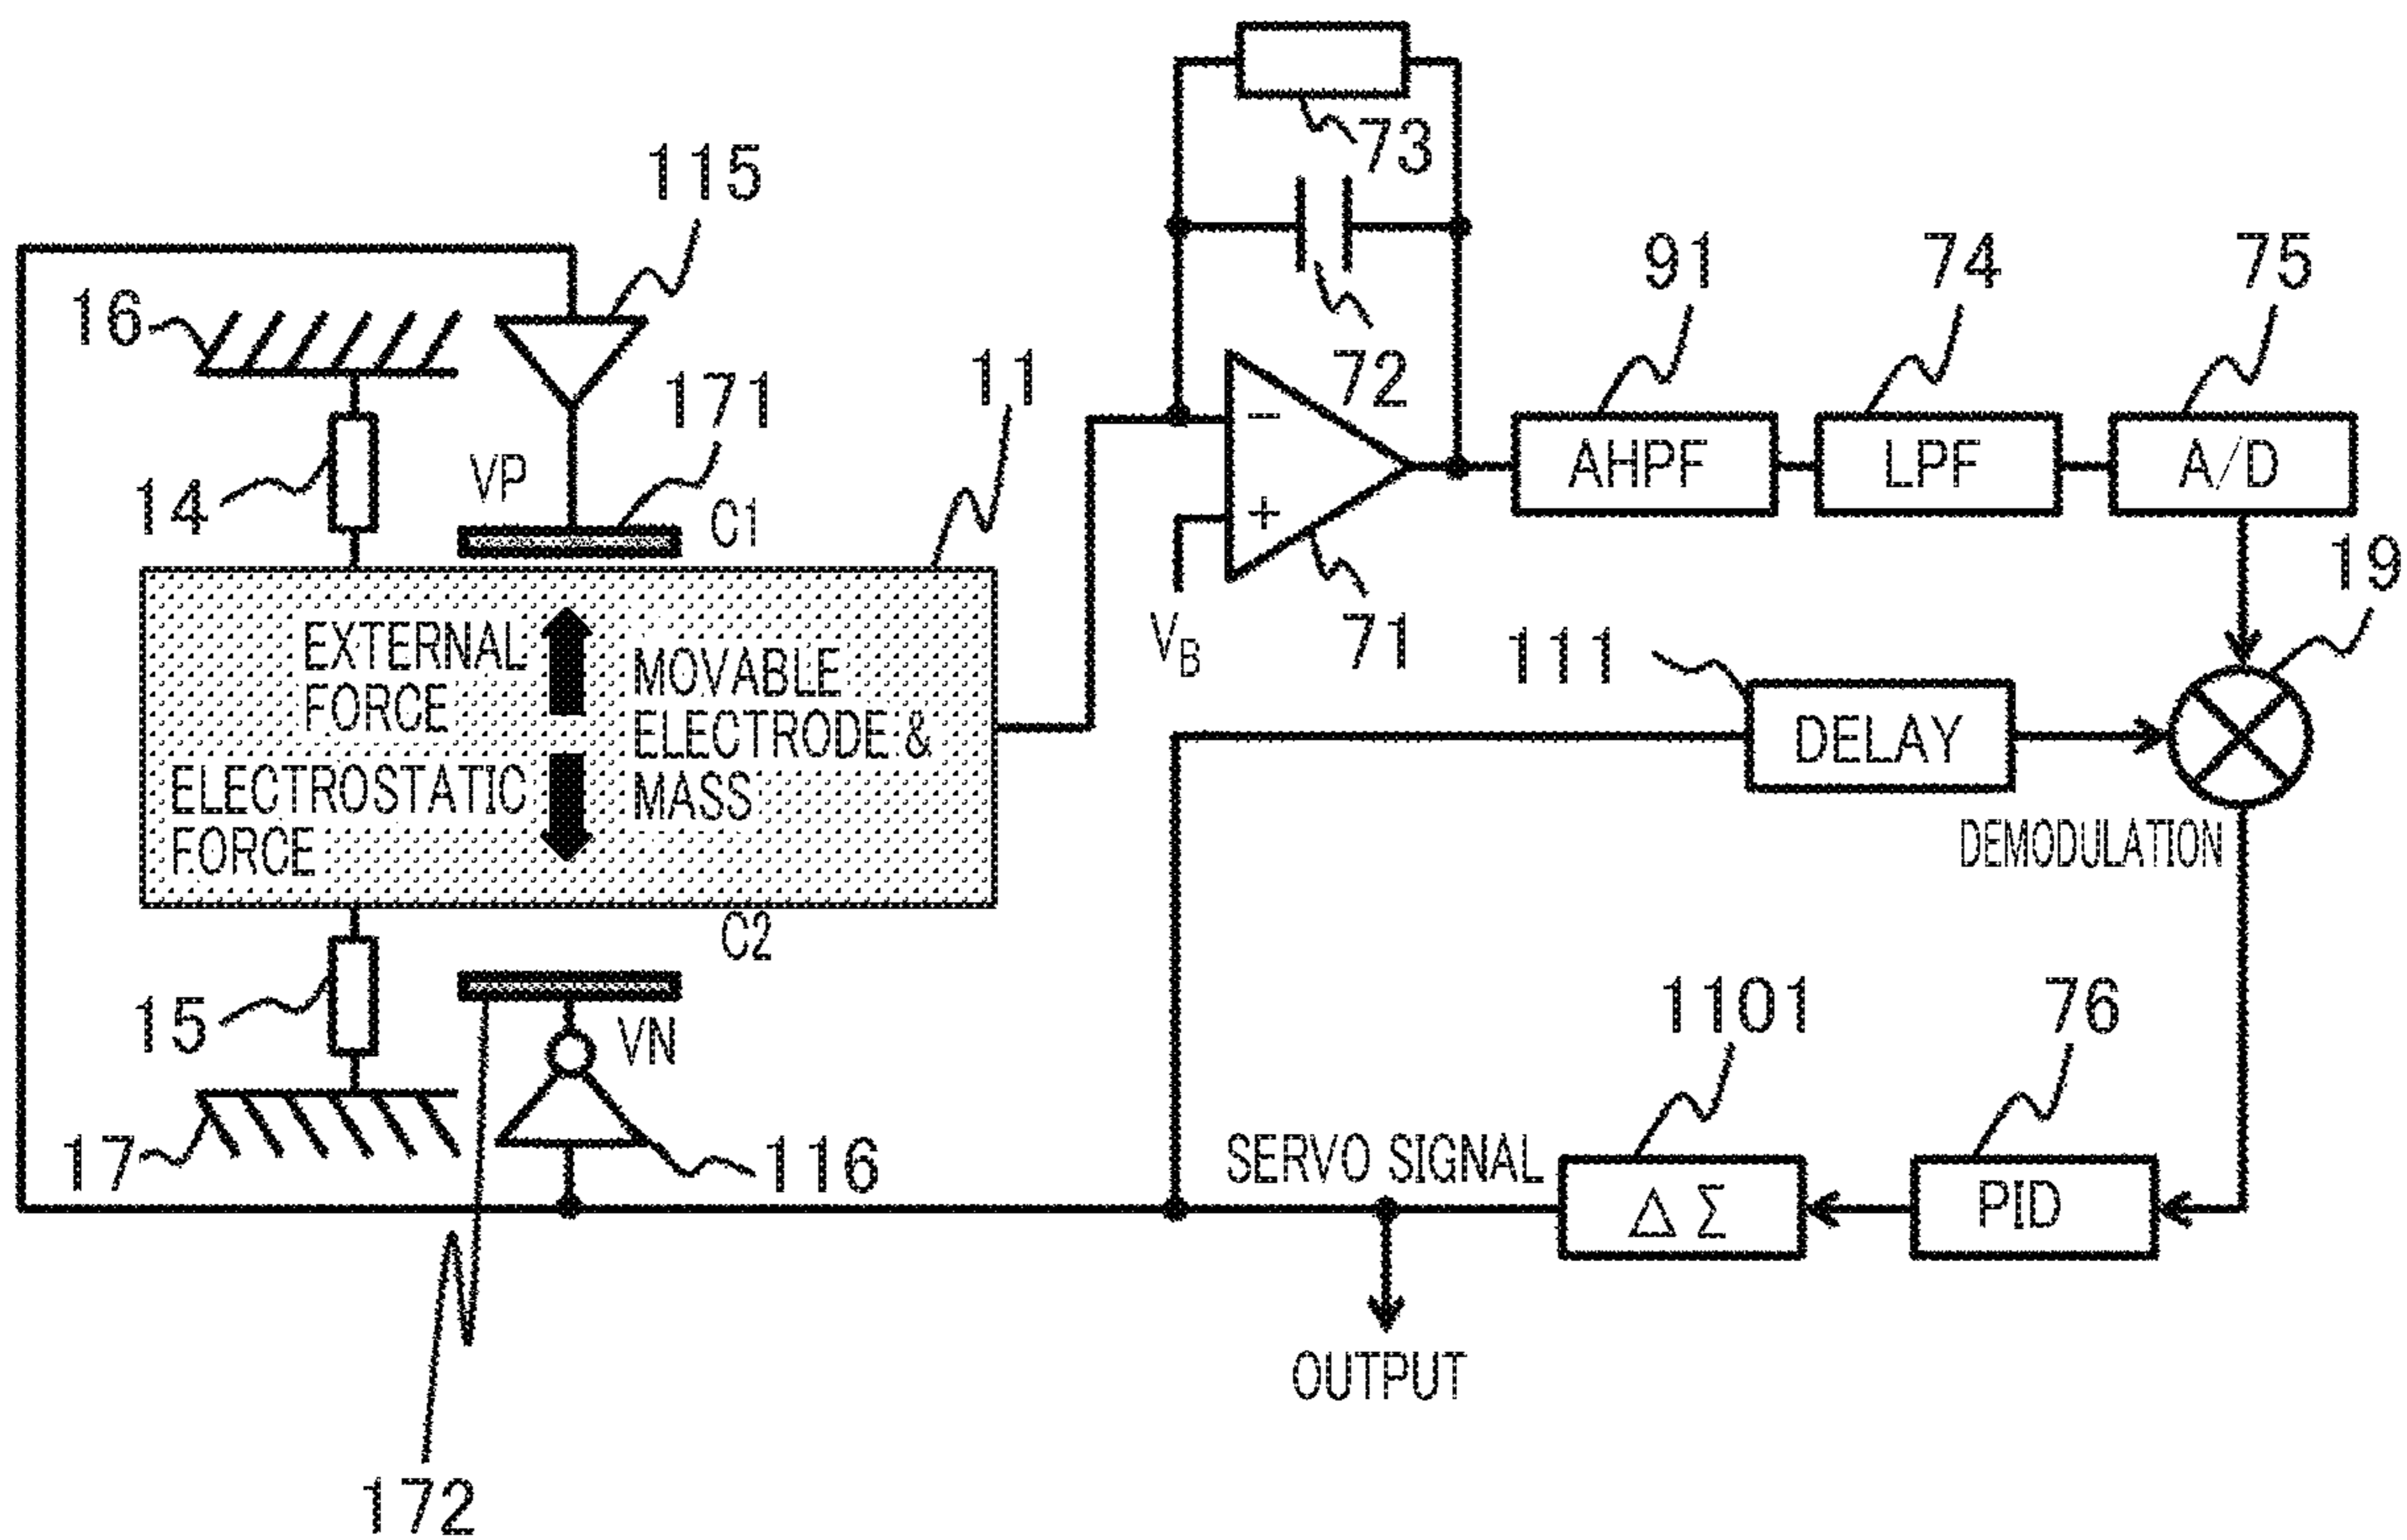 73
115
72
91
74
75
16
171
11
14
VP
C1
−
+
AHPF
LPF
A/D
19
71
VB
111
DELAY
EXTERNAL
FORCE
MOVABLE
ELECTRODE &
MASS
ELECTROSTATIC
FORCE
DEMODULATION
C2
15
VN
1101
76
17
116
SERVO SIGNAL
ΔΣ
PID
OUTPUT
172